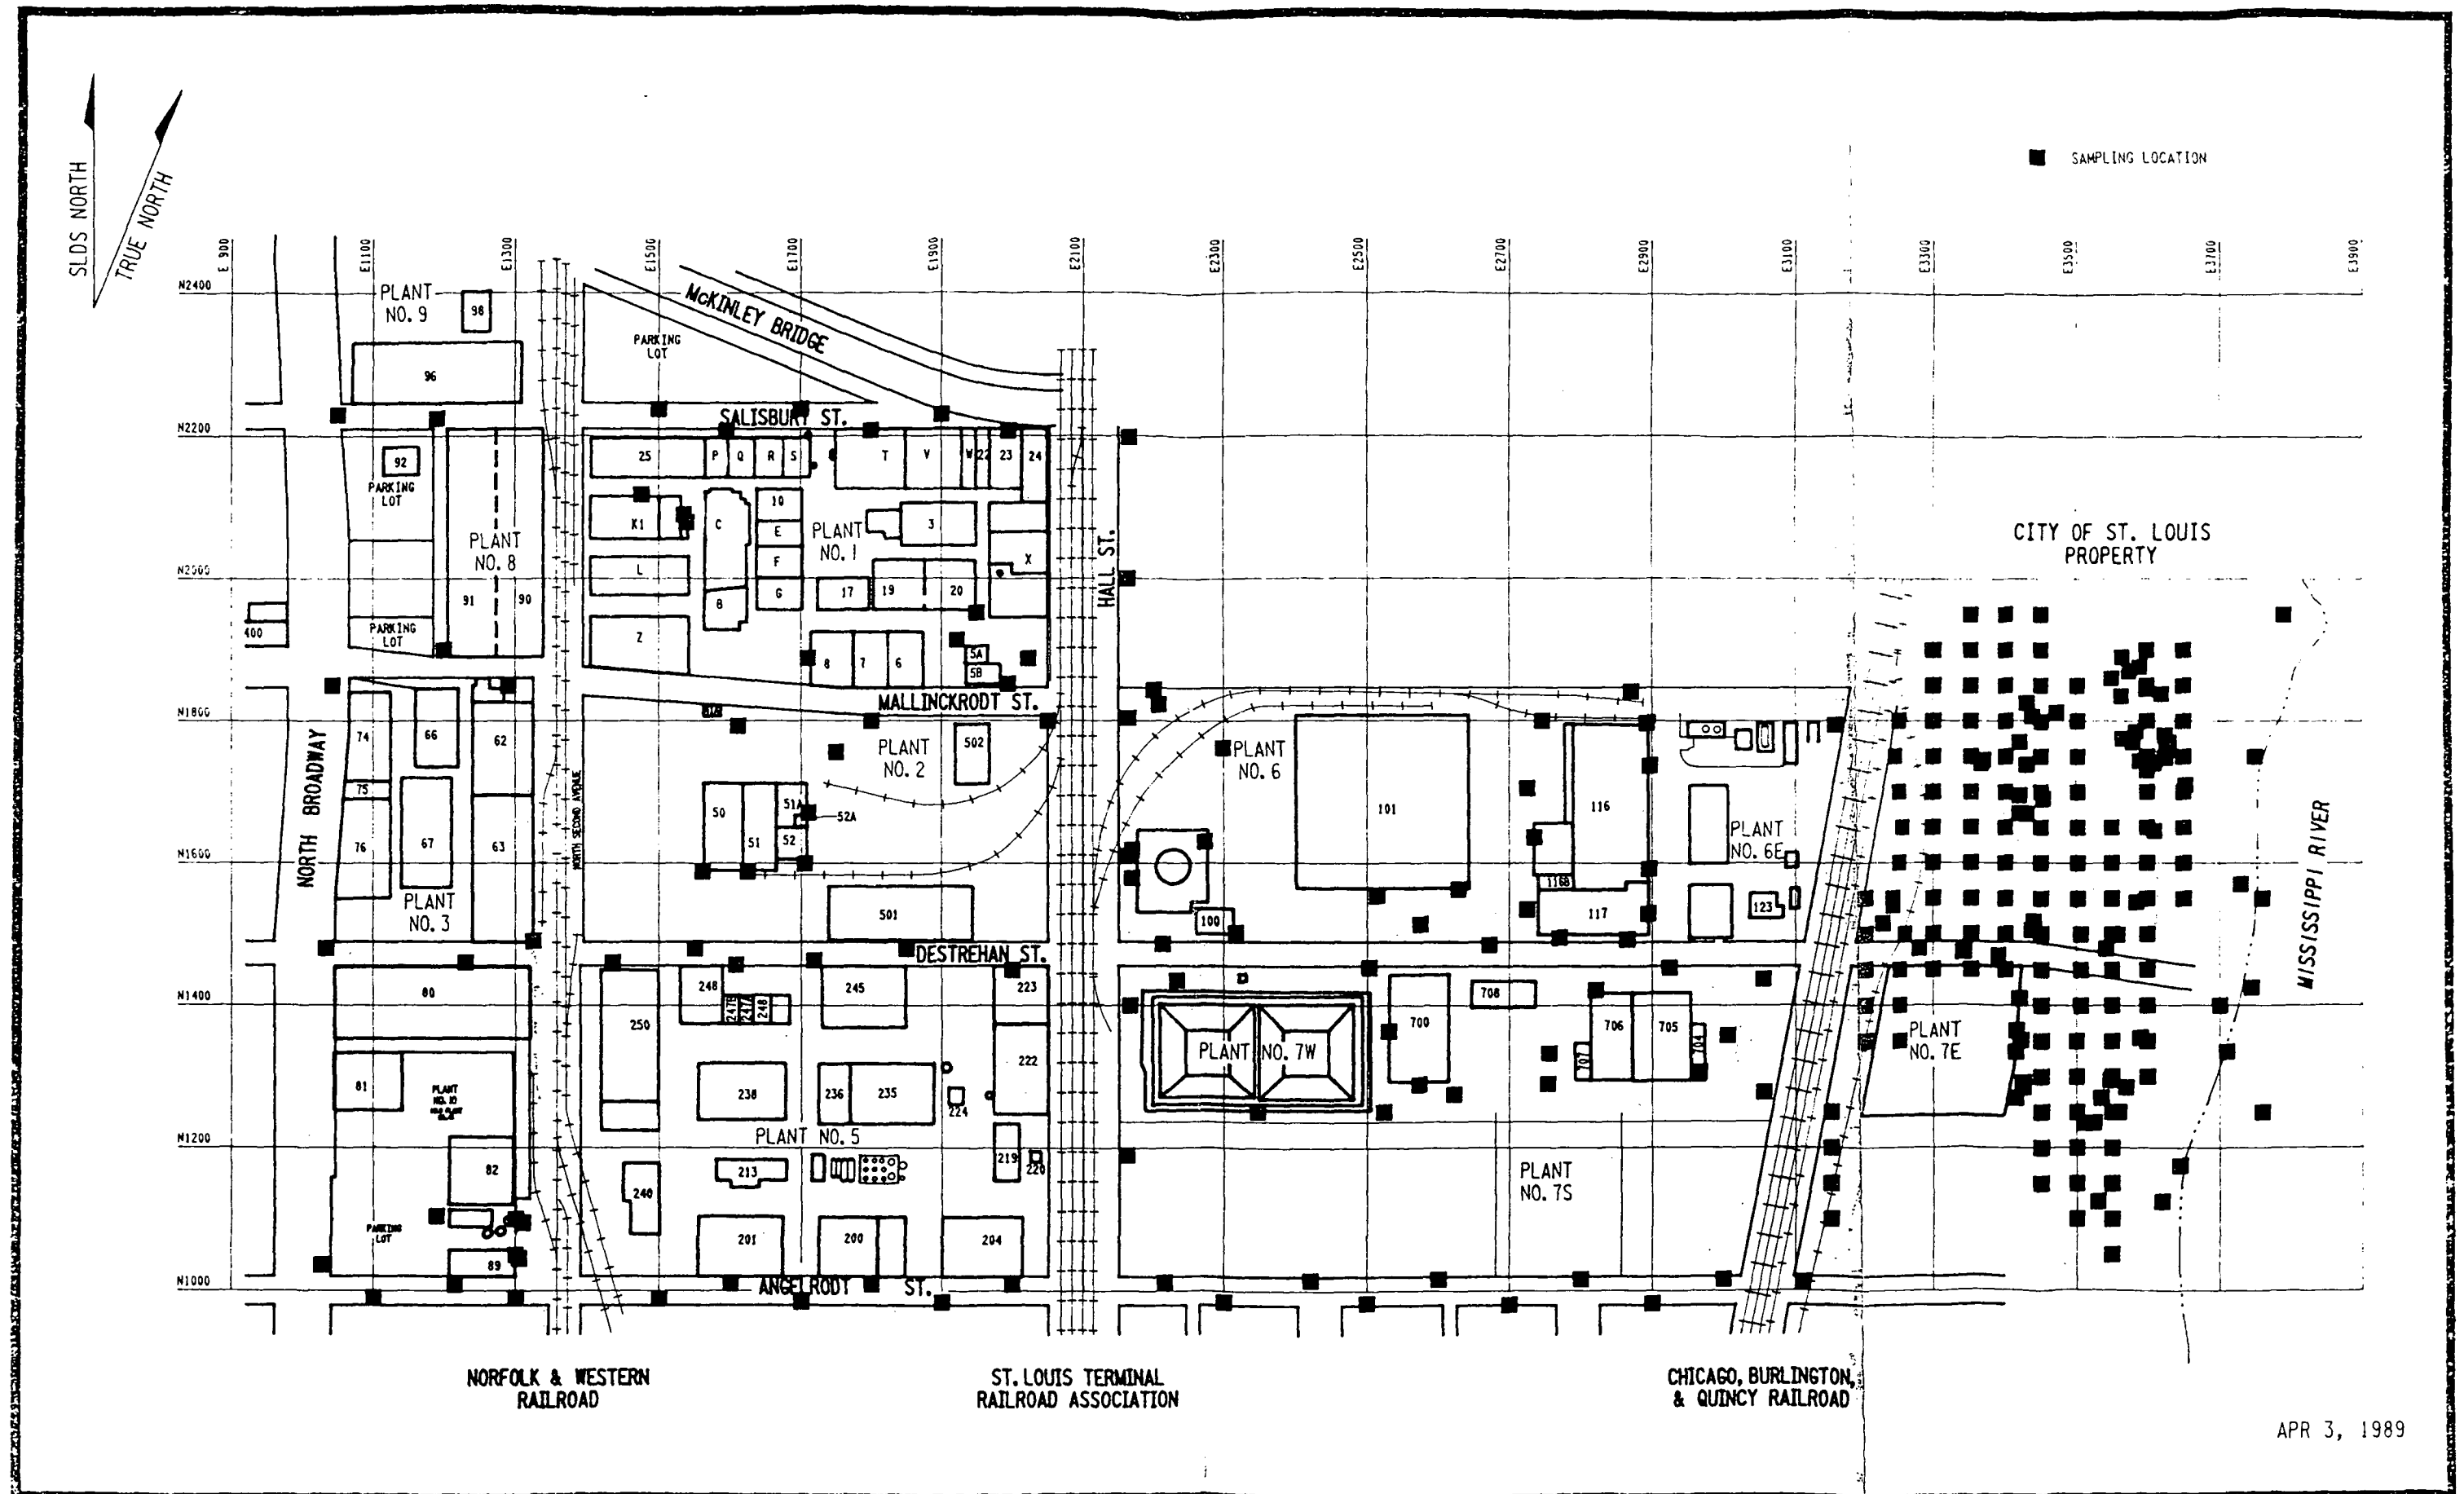 SLDS NORTH
TRUE NORTH
SAMPLING LOCATION
E 900
E1100
E1300
E1500
E1700
E1900
E2100
E2300
E2500
E2700
E2900
E3100
E3300
E3500
E3700
E3900
N2400
PLANT
NO. 9
98
96
PARKING
LOT
McKINLEY BRIDGE
SALISBURY ST.
N2200
92
PARKING
LOT
PLANT
NO. 8
91
90
PARKING
LOT
400
25
P
Q
R
S
T
V
W
22
23
24
K1
C
10
E
F
G
PLANT
NO. 1
3
X
L
B
17
19
20
Z
8
7
6
5A
5B
HALL ST.
CITY OF ST. LOUIS
PROPERTY
MALLINCKRODT ST.
N1800
NORTH BROADWAY
74
66
62
75
76
67
63
PLANT
NO. 3
NORTH SECOND AVENUE
PLANT
NO. 2
502
50
51
51A
52
52A
501
PLANT
NO. 6
101
116
116B
117
100
PLANT
NO. 6E
123
N1600
MISSISSIPPI RIVER
DESTREHAN ST.
N1400
80
81
PLANT
NO. 10
82
PARKING
LOT
89
250
248
247B
247A
246
245
223
222
238
236
235
224
PLANT NO. 5
213
219
220
240
201
200
204
PLANT NO. 7W
700
708
706
705
707
704
PLANT
NO. 7E
PLANT
NO. 7S
N1200
N1000
ANGELRODT ST.
NORFOLK & WESTERN
RAILROAD
ST. LOUIS TERMINAL
RAILROAD ASSOCIATION
CHICAGO, BURLINGTON,
& QUINCY RAILROAD
APR 3, 1989